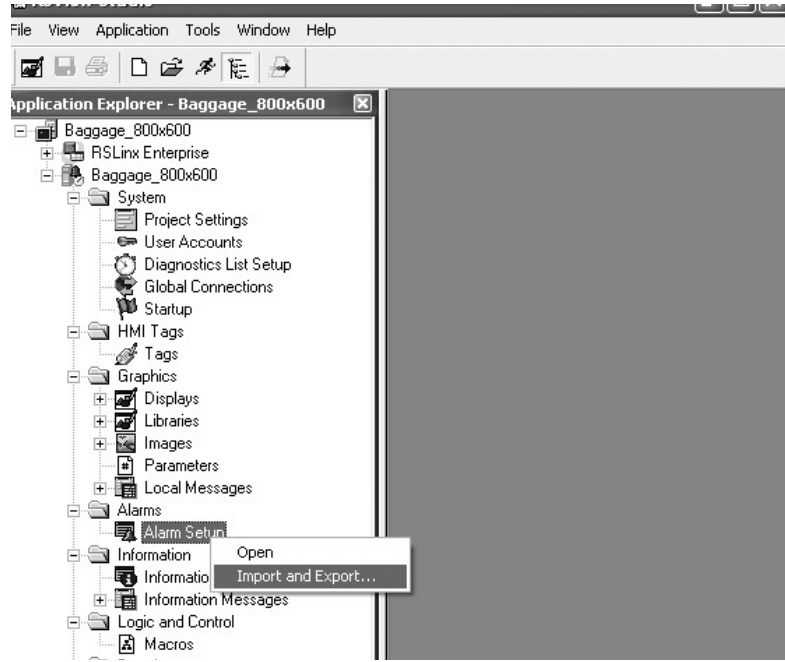 File View Application Tools Window Help
Application Explorer - Baggage_800x600
Baggage_800x600
RSLinx Enterprise
Baggage_800x600
System
Project Settings
User Accounts
Diagnostics List Setup
Global Connections
Startup
HMI Tags
Tags
Graphics
Displays
Libraries
Images
Parameters
Local Messages
Alarms
Alarm Setup
Open
Information
Import and Export...
Informatio
Information Messages
Logic and Control
Macros